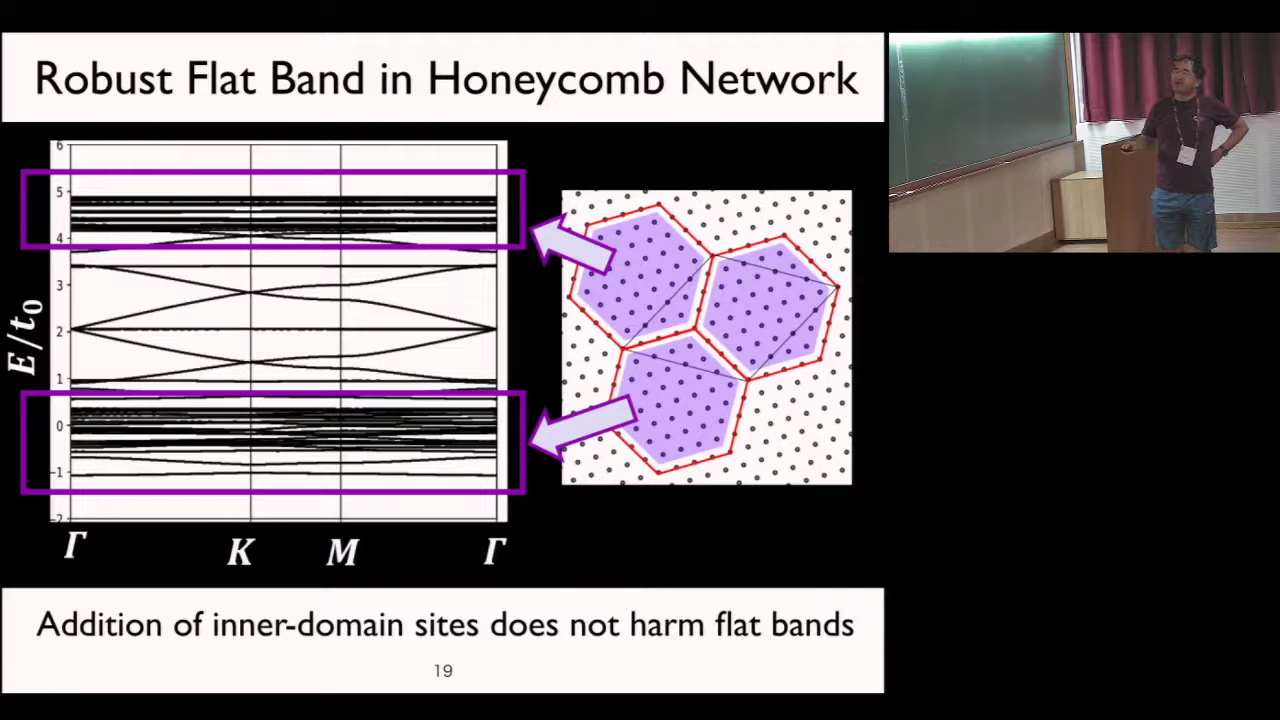 Robust Flat Band in Honeycomb Network
6
5
4
3
2
1
0
-1
-2
E/t0
Γ K M Γ
Addition of inner-domain sites does not harm flat bands
19